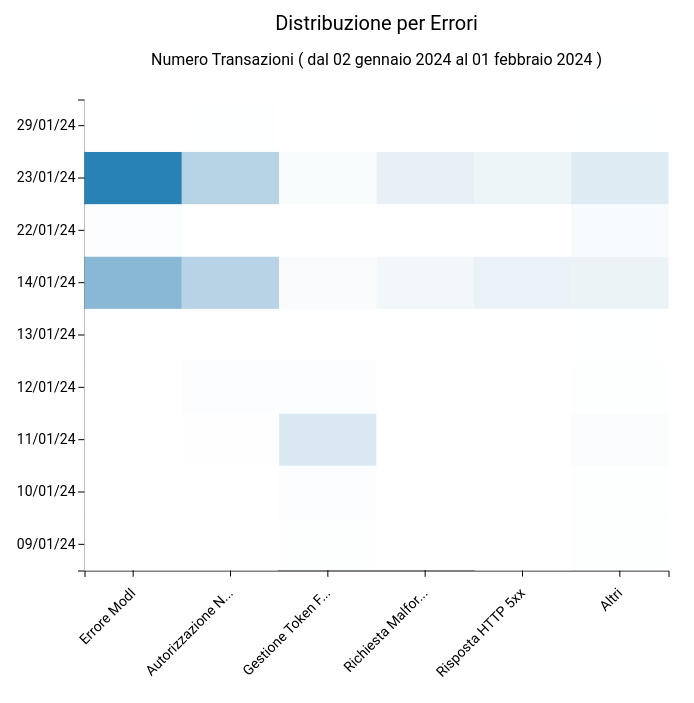 Distribuzione per Errori
Numero Transazioni ( dal 02 gennaio 2024 al 01 febbraio 2024 )
29/01/24
23/01/24
22/01/24
14/01/24
13/01/24
12/01/24
11/01/24
10/01/24
09/01/24
Errore ModI
Autorizzazione N...
Gestione Token F...
Richiesta Malfor...
Risposta HTTP 5xx
Altri